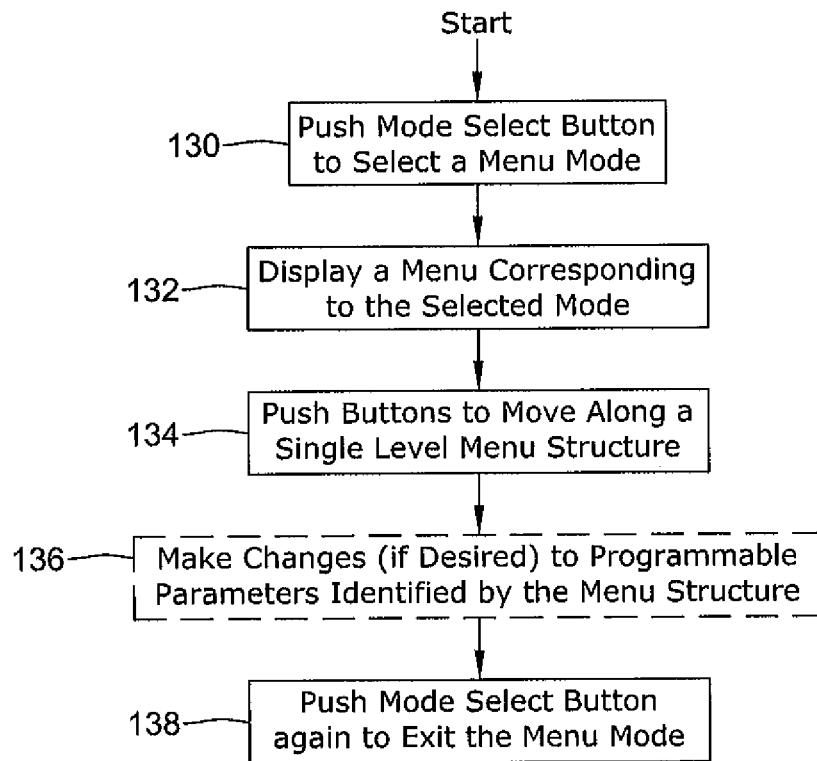 Start
130
Push Mode Select Button
to Select a Menu Mode
132
Display a Menu Corresponding
to the Selected Mode
134
Push Buttons to Move Along a
Single Level Menu Structure
136
Make Changes (if Desired) to Programmable
Parameters Identified by the Menu Structure
138
Push Mode Select Button
again to Exit the Menu Mode